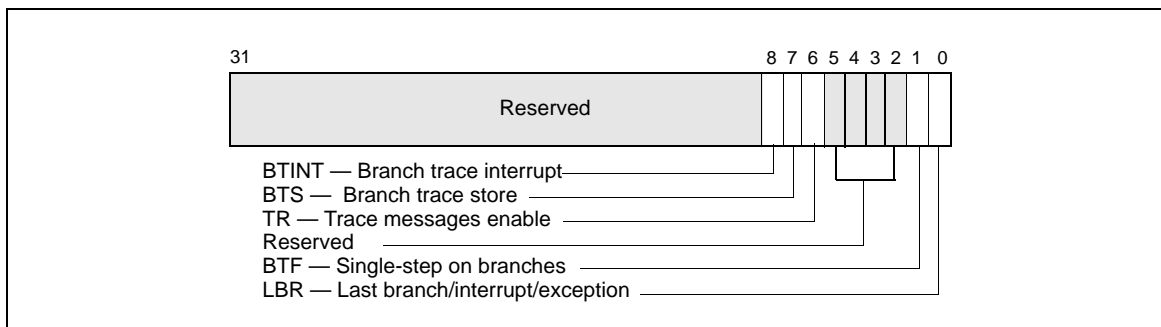 31 8 7 6 5 4 3 2 1 0
Reserved
BTINT — Branch trace interrupt
BTS — Branch trace store
TR — Trace messages enable
Reserved
BTF — Single-step on branches
LBR — Last branch/interrupt/exception